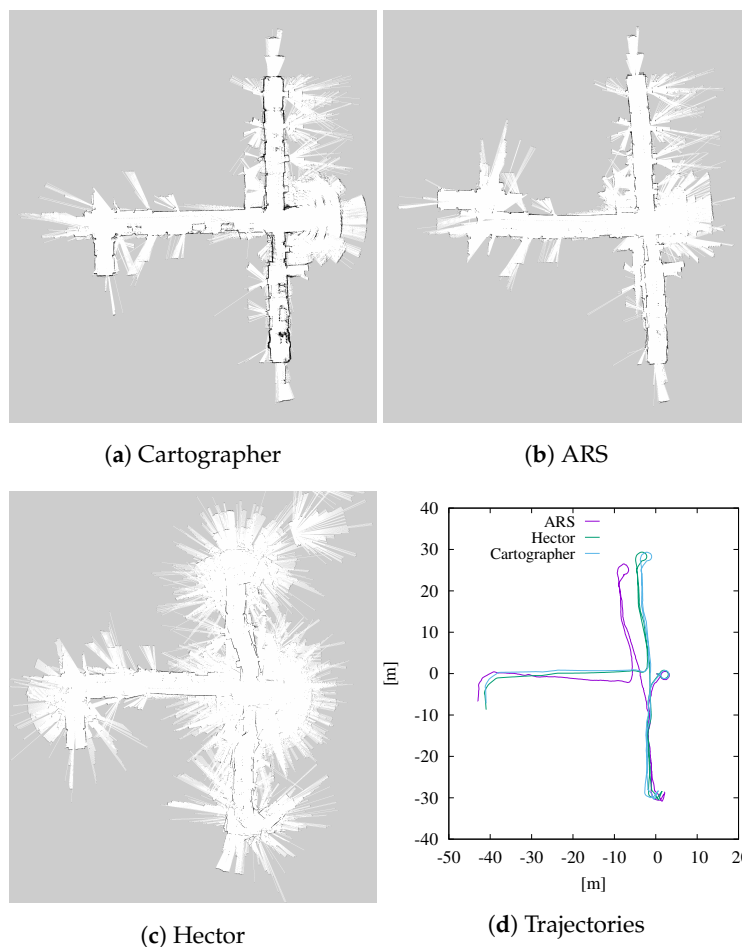 (a) Cartographer
(b) ARS
(c) Hector
40
30
20
10
0
-10
-20
-30
-40
[m]
ARS
Hector
Cartographer
-50 -40 -30 -20 -10 0 10 20
[m]
(d) Trajectories